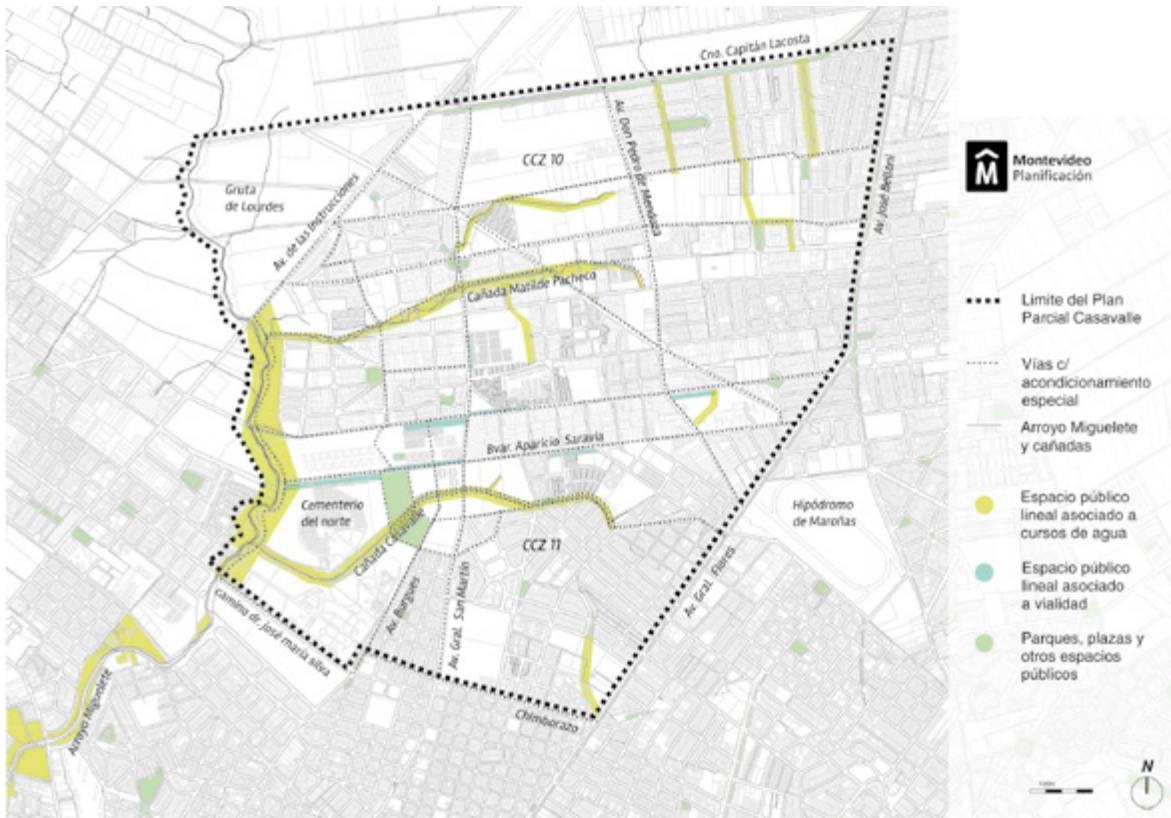 Cno. Capitán Lacosta
Av. Don Pedro de Mendoza
CCZ 10
Gruta
de Lourdes
Av. de las Instrucciones
Av. José Belloni
Cañada Matilde Pacheco
Bvar. Aparicio Saravia
Cementerio
del norte
Hipódromo
de Maroñas
Cañada Casavalle
CCZ 11
Av. Gral. Flores
Av. Burgues
Av. Gral. San Martín
camino dr. josé maría silva
Chimborazo
Arroyo Miguelete
M
Montevideo
Planificación
Limite del Plan
Parcial Casavalle
Vías c/
acondicionamiento
especial
Arroyo Miguelete
y cañadas
Espacio público
lineal asociado a
cursos de agua
Espacio público
lineal asociado
a vialidad
Parques, plazas y
otros espacios
públicos
N